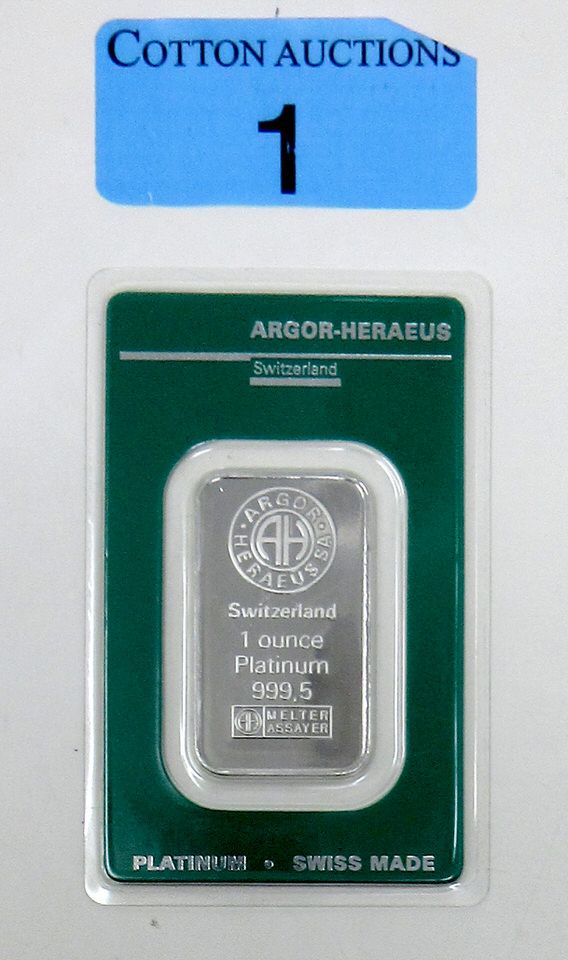 COTTON AUCTIONS
1
ARGOR-HERAEUS
Switzerland
ARGOR HERAEUS SA
AH
Switzerland
1 ounce
Platinum
999,5
AH MELTER
ASSAYER
PLATINUM • SWISS MADE